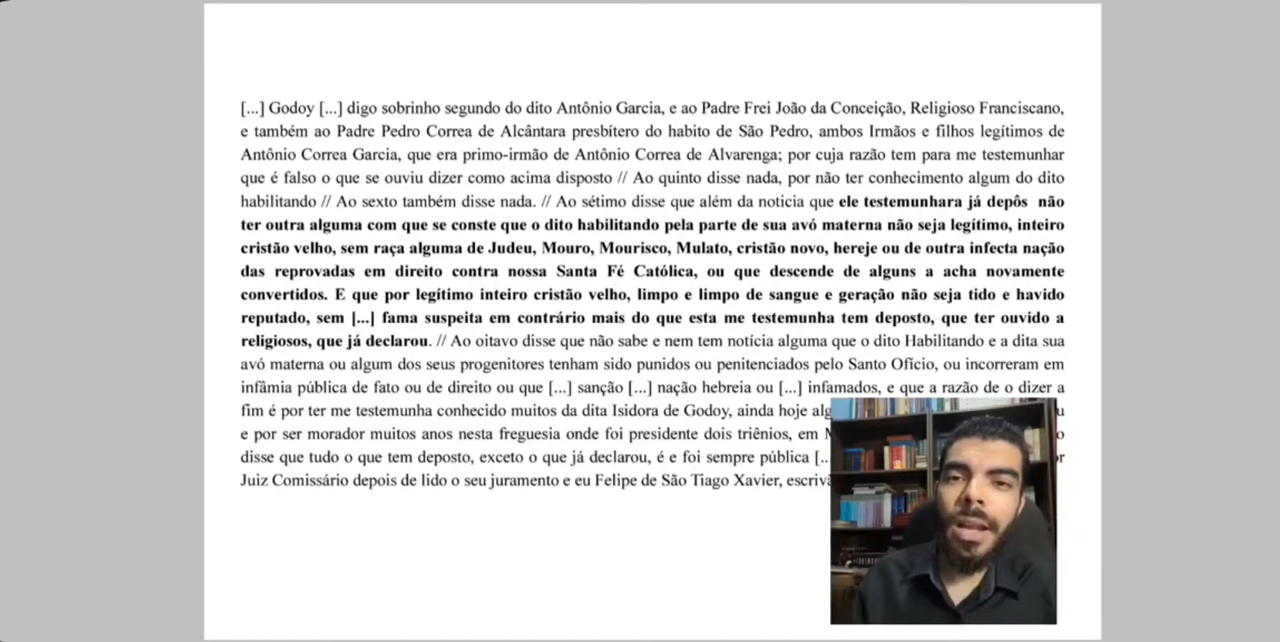 [...] Godoy [...] digo sobrinho segundo do dito Antônio Garcia, e ao Padre Frei João da Conceição, Religioso Franciscano,
e também ao Padre Pedro Correa de Alcântara presbítero do habito de São Pedro, ambos Irmãos e filhos legítimos de
Antônio Correa Garcia, que era primo-irmão de Antônio Correa de Alvarenga; por cuja razão tem para me testemunhar
que é falso o que se ouviu dizer como acima disposto // Ao quinto disse nada, por não ter conhecimento algum do dito
habilitando // Ao sexto também disse nada. // Ao sétimo disse que além da noticia que ele testemunhara já depôs não
ter outra alguma com que se conste que o dito habilitando pela parte de sua avó materna não seja legítimo, inteiro
cristão velho, sem raça alguma de Judeu, Mouro, Mourisco, Mulato, cristão novo, hereje ou de outra infecta nação
das reprovadas em direito contra nossa Santa Fé Católica, ou que descende de alguns a acha novamente
convertidos. E que por legítimo inteiro cristão velho, limpo e limpo de sangue e geração não seja tido e havido
reputado, sem [...] fama suspeita em contrário mais do que esta me testemunha tem deposto, que ter ouvido a
religiosos, que já declarou. // Ao oitavo disse que não sabe e nem tem notícia alguma que o dito Habilitando e a dita sua
avó materna ou algum dos seus progenitores tenham sido punidos ou penitenciados pelo Santo Ofício, ou incorreram em
infâmia pública de fato ou de direito ou que [...] sanção [...] nação hebreia ou [...] infamados, e que a razão de o dizer a
fim é por ter me testemunha conhecido muitos da dita Isidora de Godoy, ainda hoje
e por ser morador muitos anos nesta freguesia onde foi presidente dois triênios, em
disse que tudo o que tem deposto, exceto o que já declarou, é e foi sempre pública
Juiz Comissário depois de lido o seu juramento e eu Felipe de São Tiago Xavier,